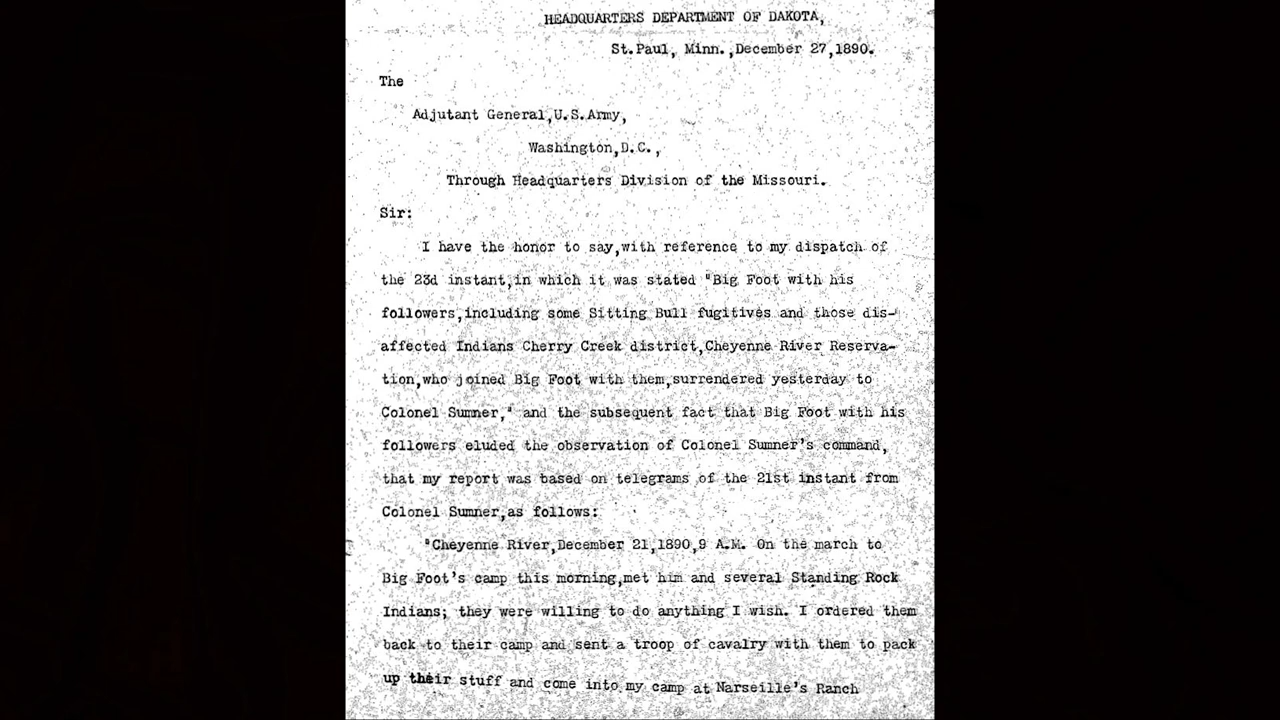 HEADQUARTERS DEPARTMENT OF DAKOTA,
St.Paul, Minn.,December 27,1890.
The
Adjutant General,U.S.Army,
Washington,D.C.,
Through Headquarters Division of the Missouri.
Sir:
I have the honor to say,with reference to my dispatch of
the 23d instant,in which it was stated "Big Foot with his
followers,including some Sitting Bull fugitives and those dis-
affected Indians Cherry Creek district,Cheyenne River Reserva-
tion,who joined Big Foot with them,surrendered yesterday to
Colonel Sumner," and the subsequent fact that Big Foot with his
followers eluded the observation of Colonel Sumner's command,
that my report was based on telegrams of the 21st instant from
Colonel Sumner,as follows:
"Cheyenne River,December 21,1890,9 A.M. On the march to
Big Foot's camp this morning,met him and several Standing Rock
Indians; they were willing to do anything I wish. I ordered them
back to their camp and sent a troop of cavalry with them to pack
up their stuff and come into my camp at Narseille's Ranch